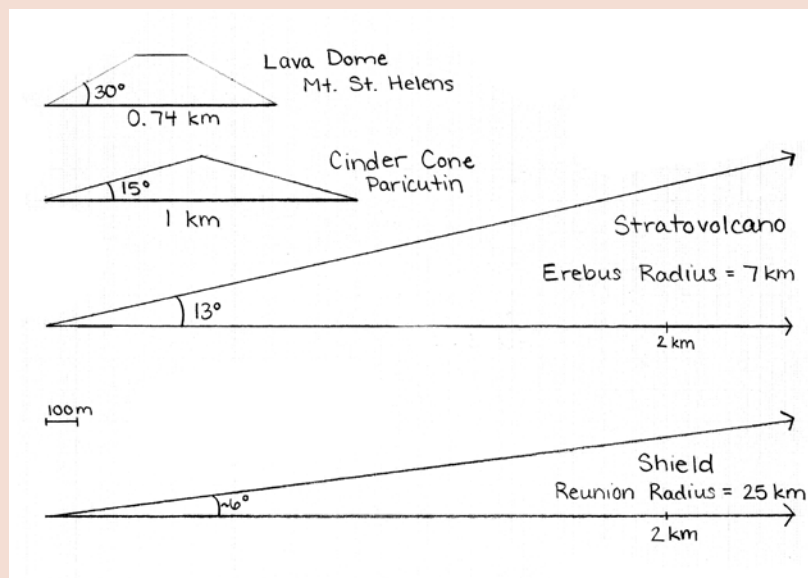 Lava Dome
Mt. St. Helens
30°
0.74 km
Cinder Cone
Paricutin
15°
1 km
Stratovolcano
Erebus Radius = 7 km
13°
2 km
100m
Shield
Reunion Radius = 25 km
~6°
2 km